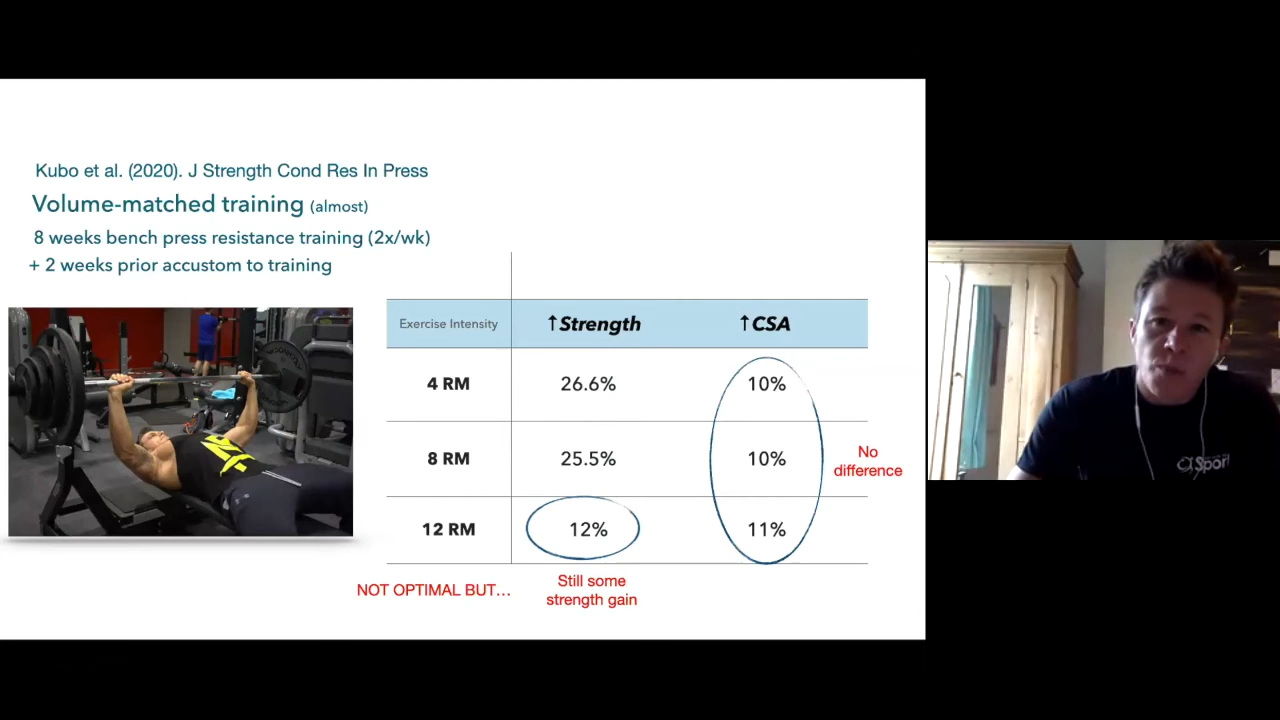 Kubo et al. (2020). J Strength Cond Res In Press
Volume-matched training (almost)
8 weeks bench press resistance training (2x/wk)
+ 2 weeks prior accustom to training
Exercise Intensity ↑Strength ↑CSA
4 RM 26.6% 10%
8 RM 25.5% 10%
No
difference
12 RM 12% 11%
NOT OPTIMAL BUT...
Still some
strength gain
Sport